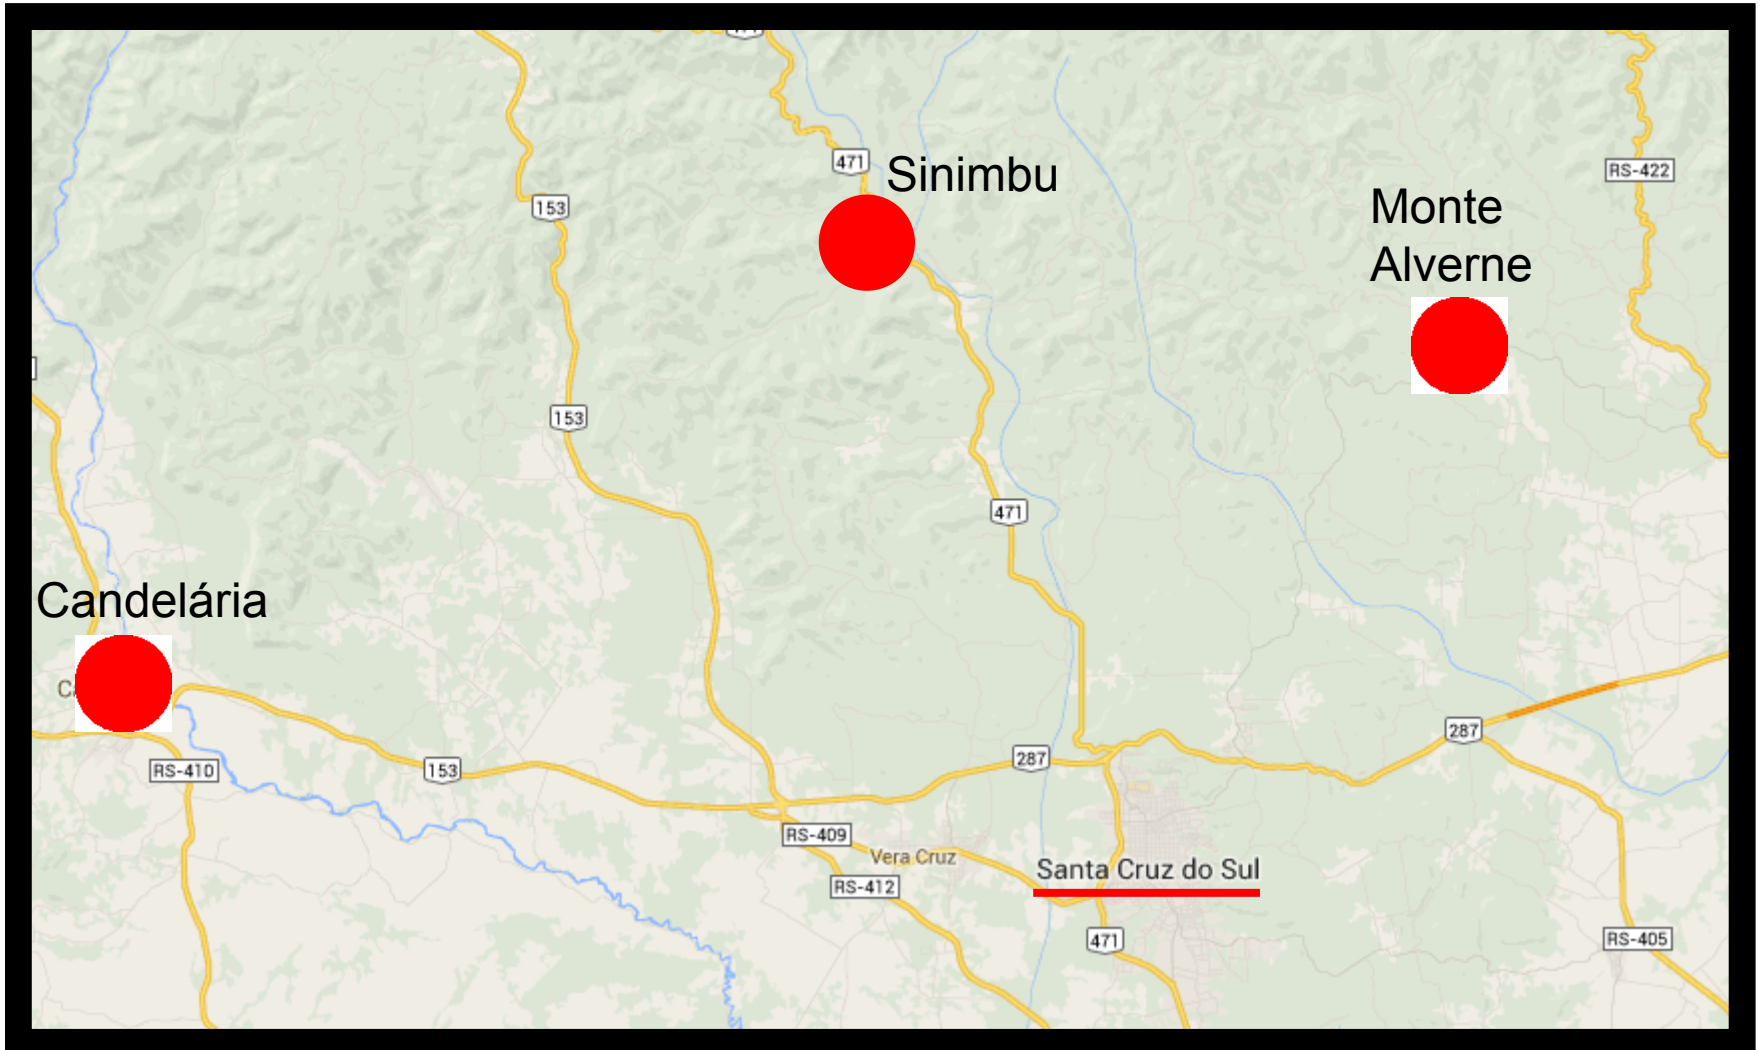 471
Sinimbu
RS-422
Monte
Alverne
153
153
471
Candelária
287
287
153
RS-410
RS-409
Vera Cruz
Santa Cruz do Sul
RS-412
471
RS-405